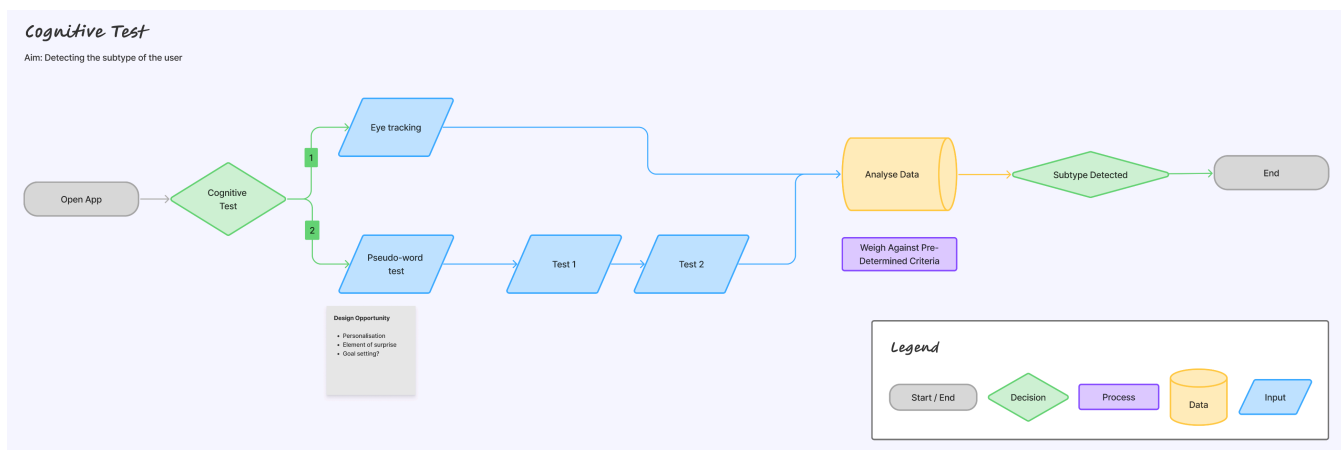 Cognitive Test
Aim: Detecting the subtype of the user
Open App
Cognitive
Test
1
2
Eye tracking
Pseudo-word
test
Test 1
Test 2
Analyse Data
Weigh Against Pre-
Determined Criteria
Subtype Detected
End
Design Opportunity
• Personalisation
• Element of surprise
• Goal setting?
Legend
Start / End
Decision
Process
Data
Input